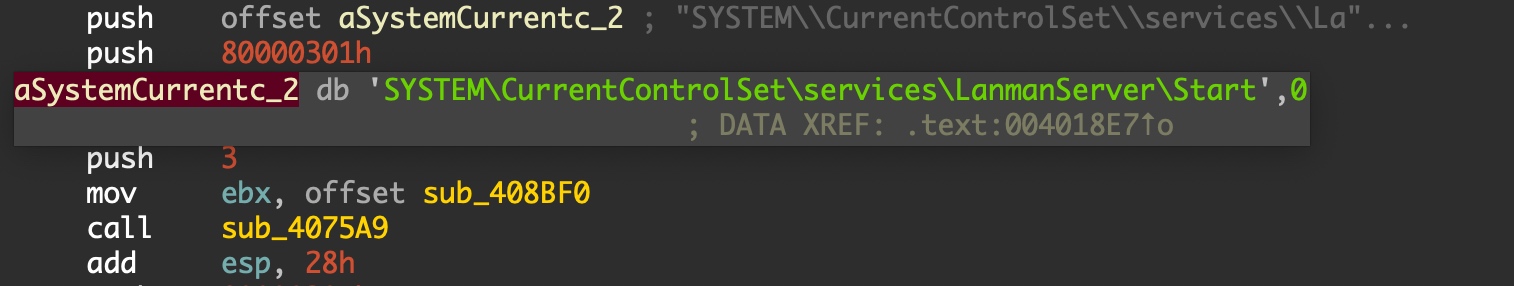 push offset aSystemCurrentc_2 ; "SYSTEM\\CurrentControlSet\\services\\La"...
push 80000301h
aSystemCurrentc_2 db 'SYSTEM\CurrentControlSet\services\LanmanServer\Start',0
; DATA XREF: .text:004018E7↑o
push 3
mov ebx, offset sub_408BF0
call sub_4075A9
add esp, 28h